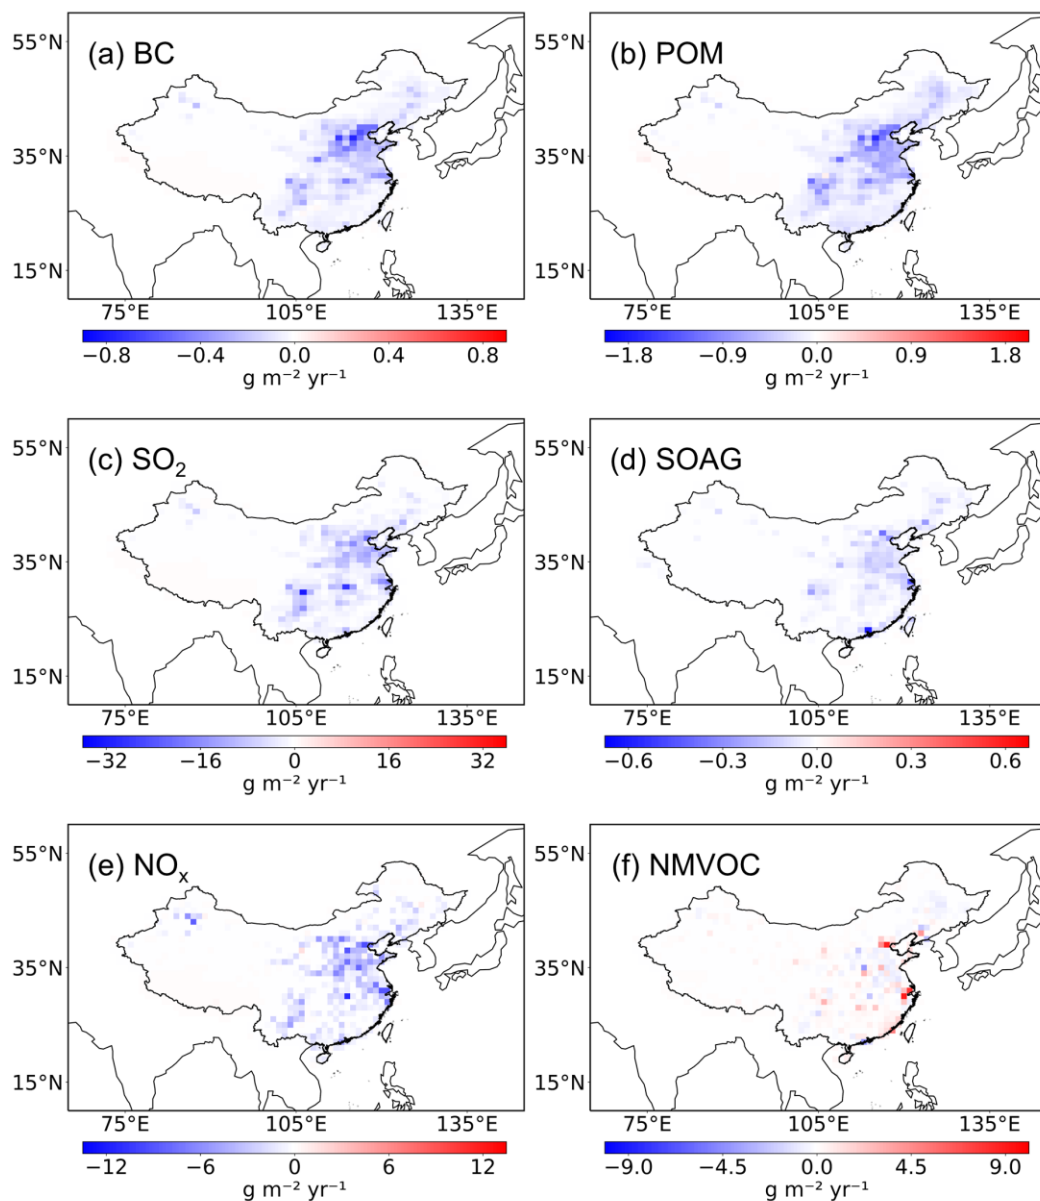 (a) BC
(b) POM
55°N
35°N
15°N
55°N
35°N
15°N
75°E 105°E 135°E
75°E 105°E 135°E
−0.8 −0.4 0.0 0.4 0.8
−1.8 −0.9 0.0 0.9 1.8
g m⁻² yr⁻¹
g m⁻² yr⁻¹
(c) SO₂
(d) SOAG
55°N
35°N
15°N
55°N
35°N
15°N
75°E 105°E 135°E
75°E 105°E 135°E
−32 −16 0 16 32
−0.6 −0.3 0.0 0.3 0.6
g m⁻² yr⁻¹
g m⁻² yr⁻¹
(e) NOₓ
(f) NMVOC
55°N
35°N
15°N
55°N
35°N
15°N
75°E 105°E 135°E
75°E 105°E 135°E
−12 −6 0 6 12
−9.0 −4.5 0.0 4.5 9.0
g m⁻² yr⁻¹
g m⁻² yr⁻¹